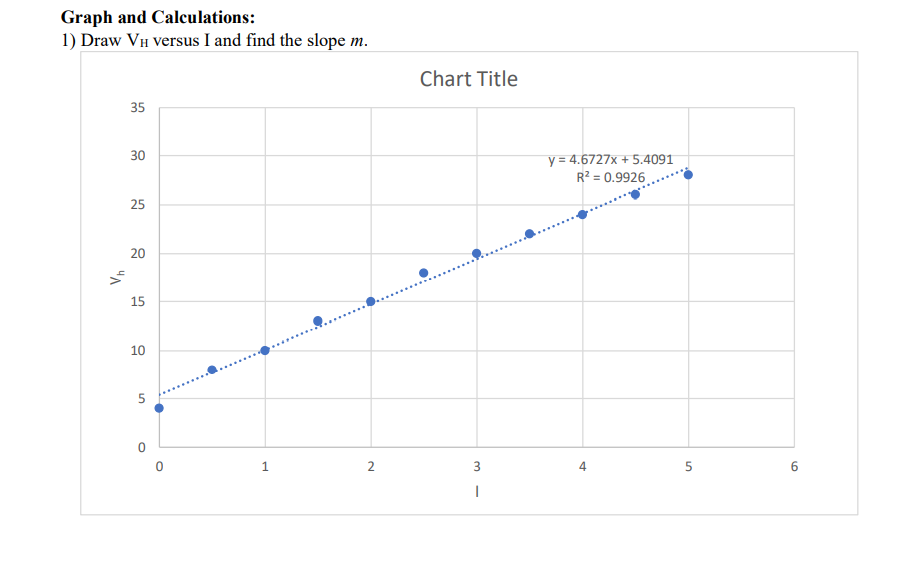 Graph and Calculations:
1) Draw VH versus I and find the slope m.
Chart Title
35
30
25
20
15
10
5
0
Vh
y = 4.6727x + 5.4091
R² = 0.9926
0 1 2 3 4 5 6
I